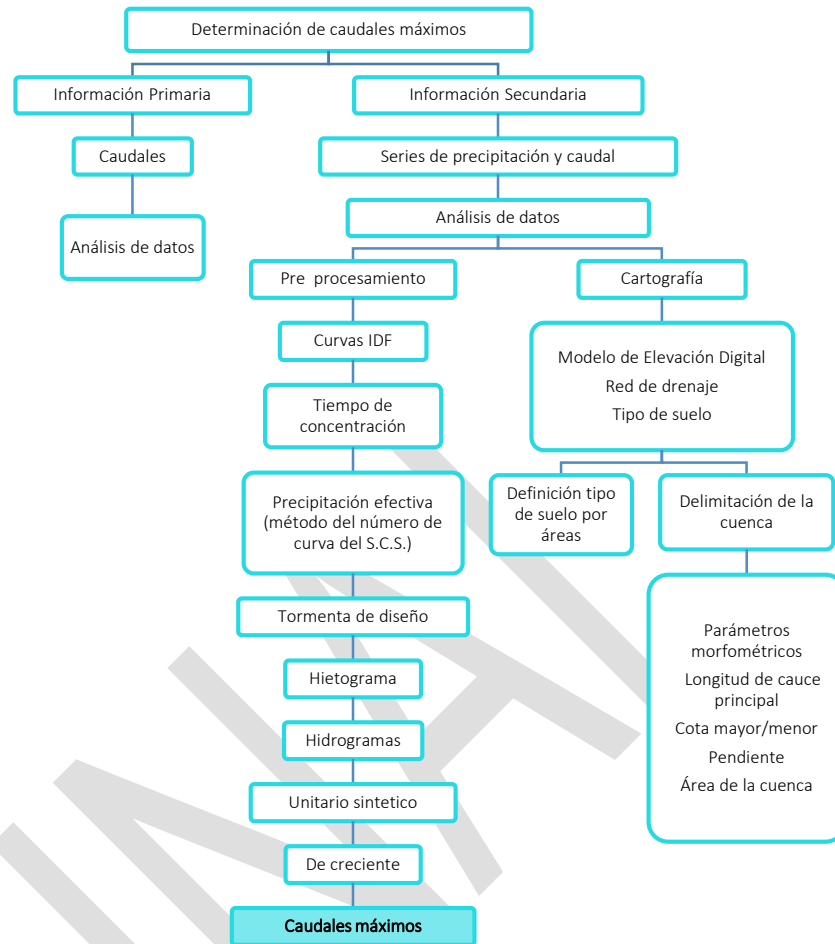 Determinación de caudales máximos
Información Primaria
Información Secundaria
Caudales
Series de precipitación y caudal
Análisis de datos
Análisis de datos
Pre procesamiento
Cartografía
Curvas IDF
Modelo de Elevación Digital
Red de drenaje
Tipo de suelo
Tiempo de
concentración
Precipitación efectiva
(método del número de
curva del S.C.S.)
Definición tipo
de suelo por
áreas
Delimitación de la
cuenca
Tormenta de diseño
Hietograma
Hidrogramas
Unitario sintetico
De creciente
Caudales máximos
Parámetros
morfométricos
Longitud de cauce
principal
Cota mayor/menor
Pendiente
Área de la cuenca